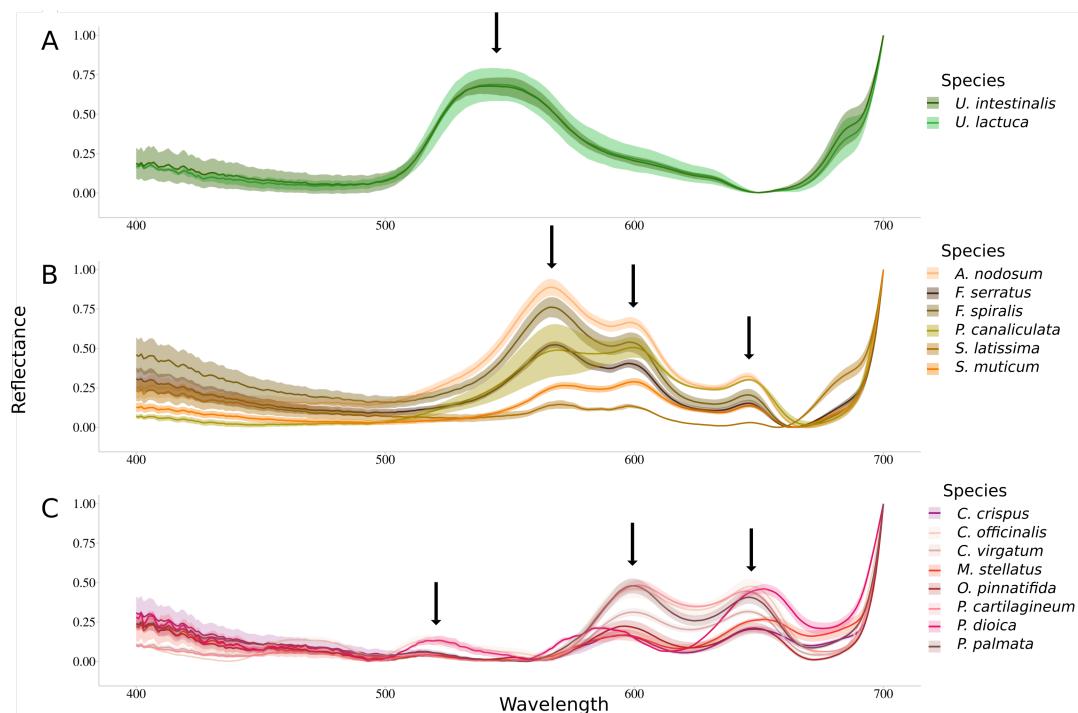 A
1.00
0.75
0.50
0.25
0.00
400 500 600 700
Species
U. intestinalis
U. lactuca
B
1.00
0.75
0.50
0.25
0.00
400 500 600 700
Species
A. nodosum
F. serratus
F. spiralis
P. canaliculata
S. latissima
S. muticum
Reflectance
C
1.00
0.75
0.50
0.25
0.00
400 500 600 700
Species
C. crispus
C. officinalis
C. virgatum
M. stellatus
O. pinnatifida
P. cartilagineum
P. dioica
P. palmata
Wavelength